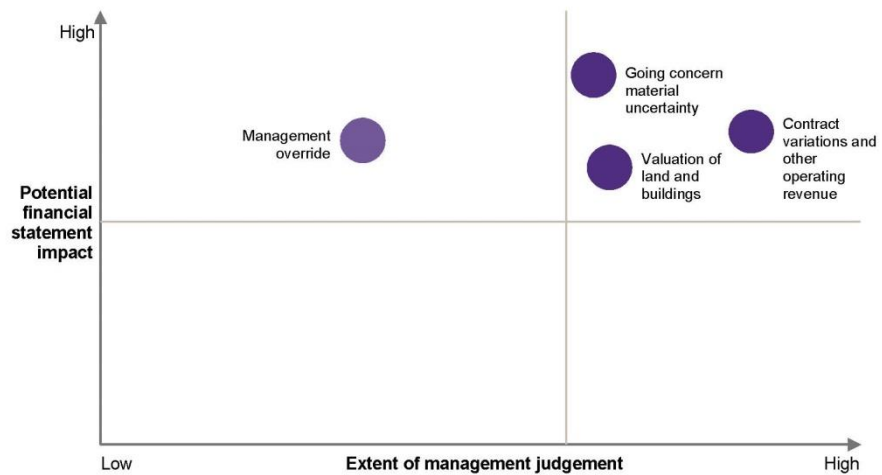 High
Going concern
material
uncertainty
Contract
variations and
other
operating
revenue
Management
override
Valuation of
land and
buildings
Potential
financial
statement
impact
Low
Extent of management judgement
High